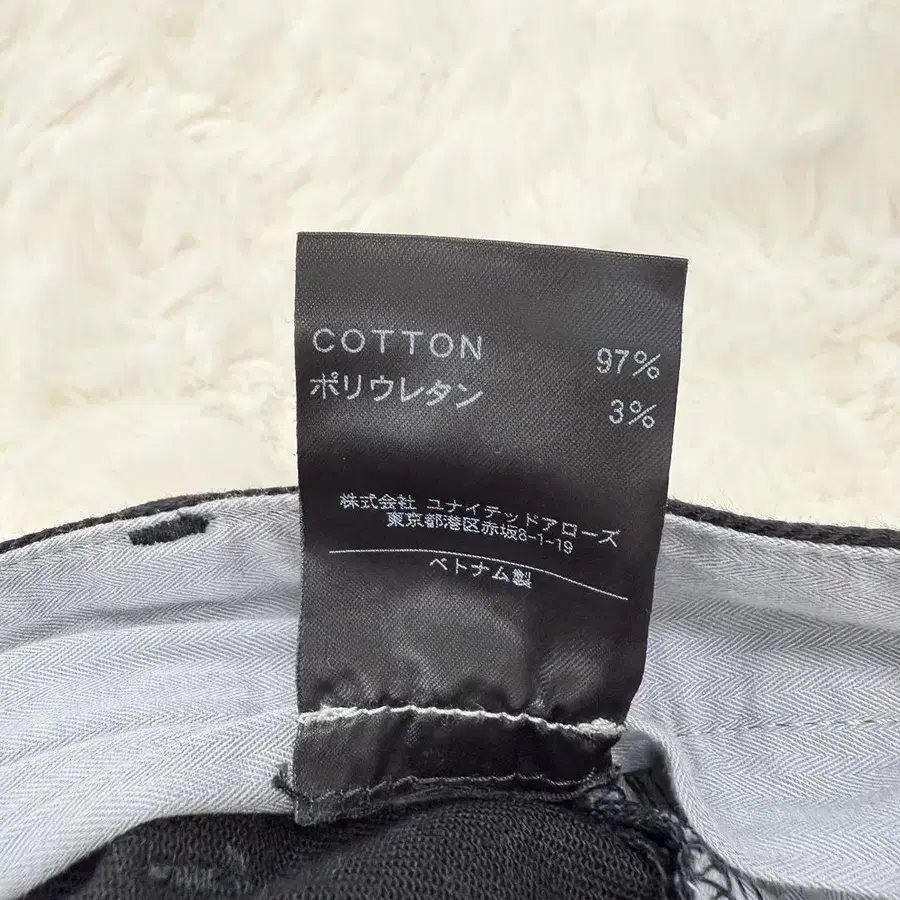 COTTON 97%
ポリウレタン 3%
株式会社 ユナイテッドアローズ
東京都港区赤坂8-1-19
ベトナム製